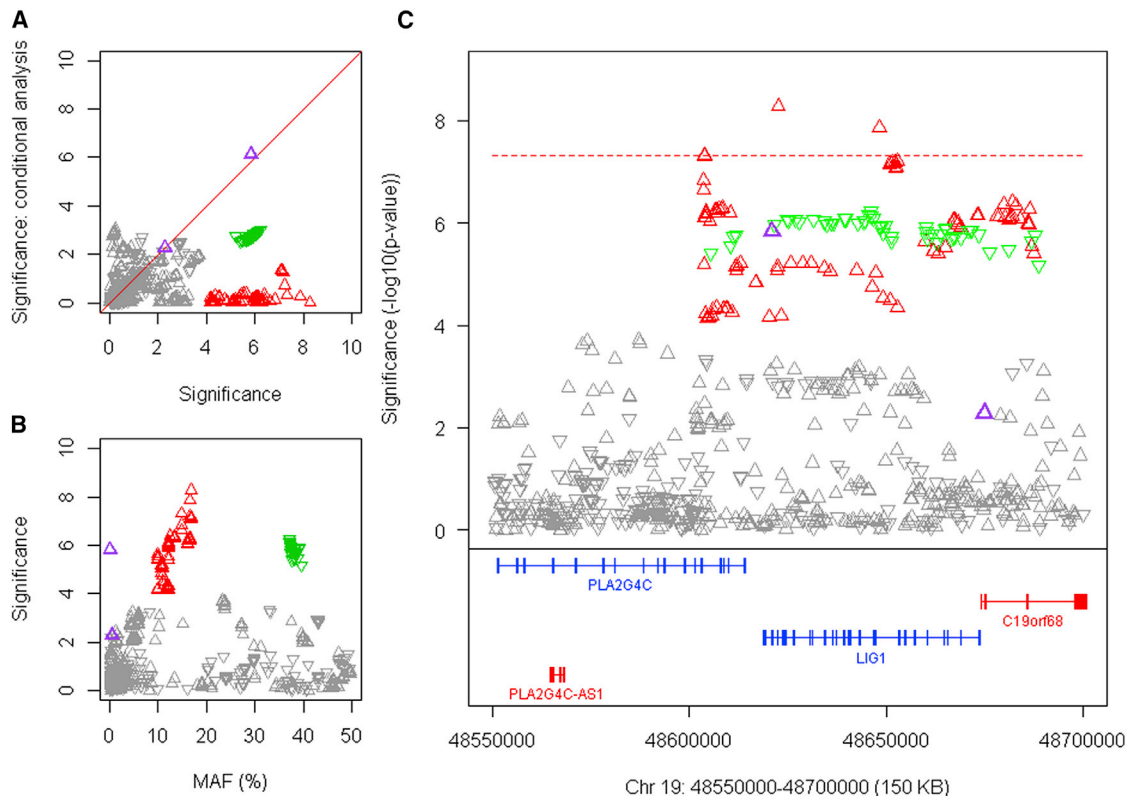 A
Significance: conditional analysis
10
8
6
4
2
0
0 2 4 6 8 10
Significance
B
Significance
10
8
6
4
2
0
0 10 20 30 40 50
MAF (%)
C
Significance (-log10(p-value))
8
6
4
2
0
PLA2G4C
C19orf68
LIG1
PLA2G4C-AS1
48550000 48600000 48650000 48700000
Chr 19: 48550000-48700000 (150 KB)